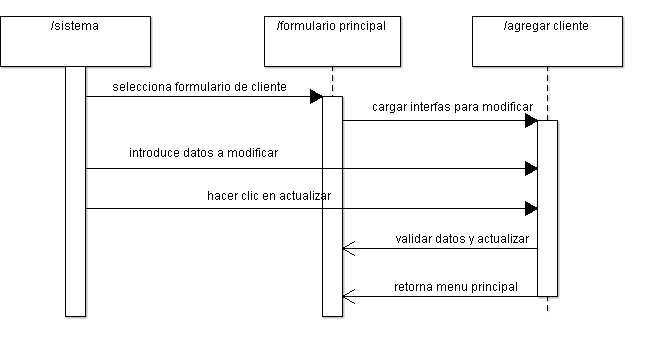 /sistema
/formulario principal
/agregar cliente
selecciona formulario de cliente
cargar interfas para modificar
introduce datos a modificar
hacer clic en actualizar
validar datos y actualizar
retorna menu principal